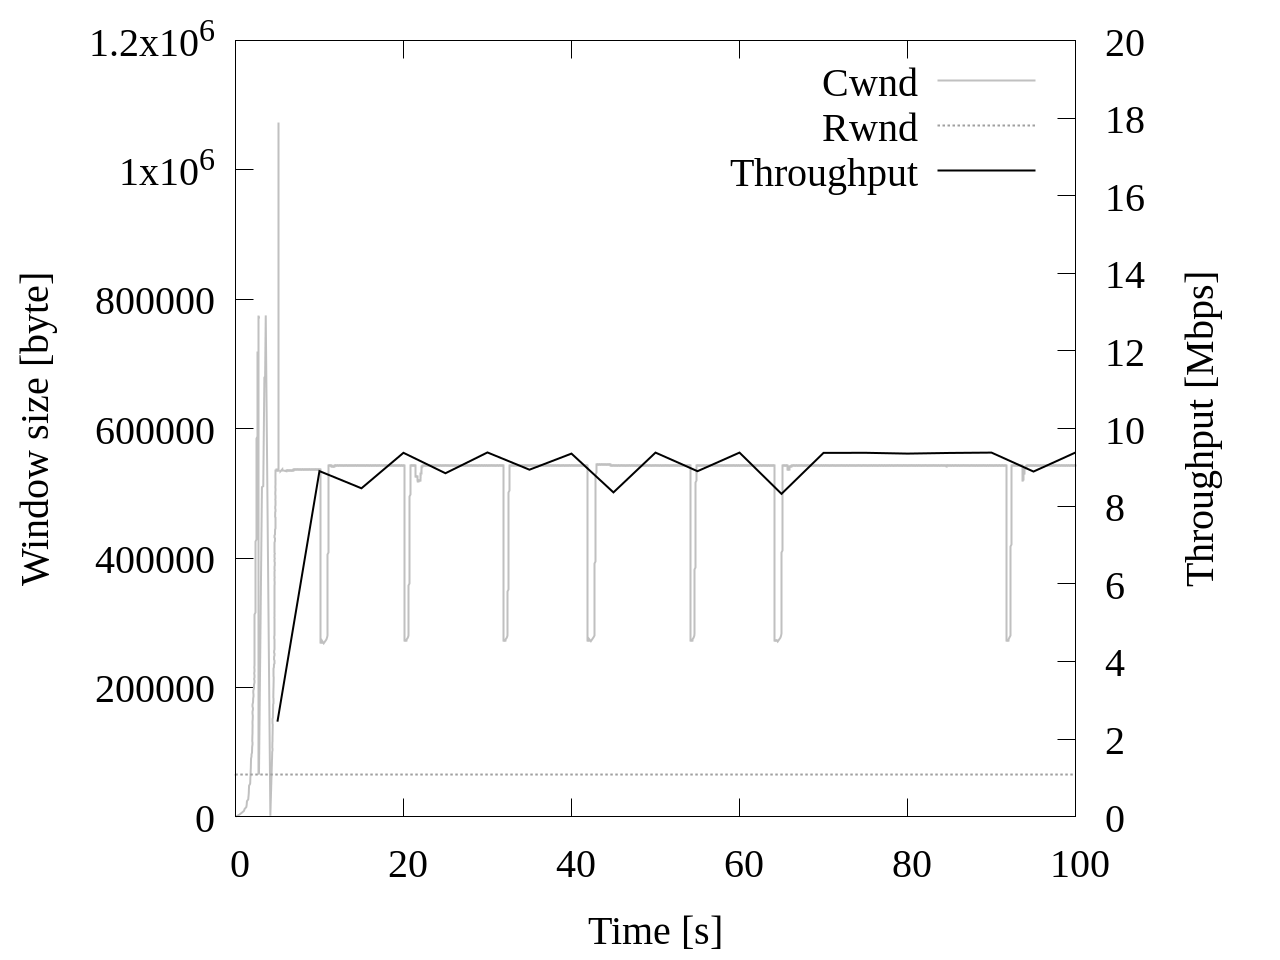 1.2x10^6
1x10^6
800000
600000
400000
200000
0
Window size [byte]
Cwnd
Rwnd
Throughput
20
18
16
14
12
10
8
6
4
2
0
Throughput [Mbps]
0 20 40 60 80 100
Time [s]